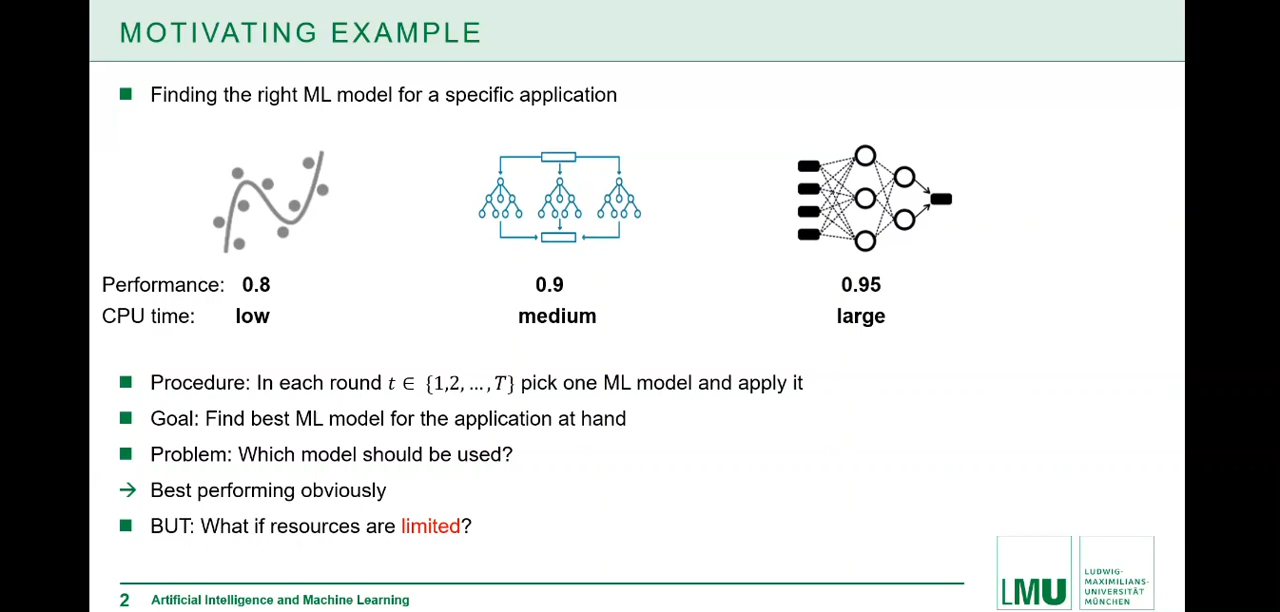 MOTIVATING EXAMPLE
Finding the right ML model for a specific application
Performance: 0.8 0.9 0.95
CPU time: low medium large
Procedure: In each round t ∈ {1,2, ..., T} pick one ML model and apply it
Goal: Find best ML model for the application at hand
Problem: Which model should be used?
→ Best performing obviously
BUT: What if resources are limited?
2 Artificial Intelligence and Machine Learning
LMU
LUDWIG-
MAXIMILIANS-
UNIVERSITÄT
MÜNCHEN